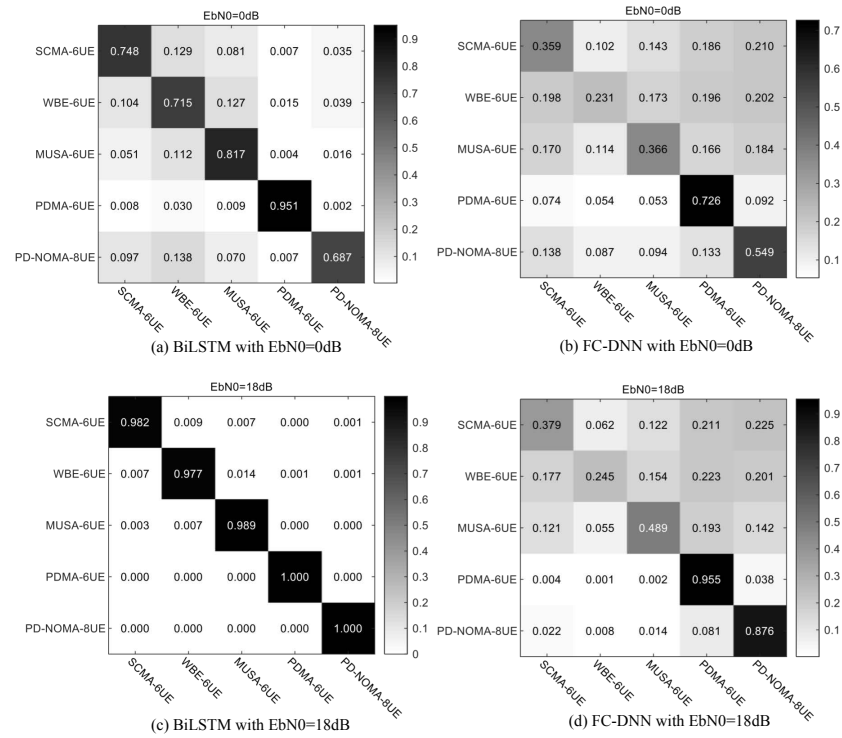 EbN0=0dB
SCMA-6UE 0.748 0.129 0.081 0.007 0.035
WBE-6UE 0.104 0.715 0.127 0.015 0.039
MUSA-6UE 0.051 0.112 0.817 0.004 0.016
PDMA-6UE 0.008 0.030 0.009 0.951 0.002
PD-NOMA-8UE 0.097 0.138 0.070 0.007 0.687
SCMA-6UE WBE-6UE MUSA-6UE PDMA-6UE PD-NOMA-8UE
0.9
0.8
0.7
0.6
0.5
0.4
0.3
0.2
0.1
(a) BiLSTM with EbN0=0dB
EbN0=0dB
SCMA-6UE 0.359 0.102 0.143 0.186 0.210
WBE-6UE 0.198 0.231 0.173 0.196 0.202
MUSA-6UE 0.170 0.114 0.366 0.166 0.184
PDMA-6UE 0.074 0.054 0.053 0.726 0.092
PD-NOMA-8UE 0.138 0.087 0.094 0.133 0.549
SCMA-6UE WBE-6UE MUSA-6UE PDMA-6UE PD-NOMA-8UE
0.7
0.6
0.5
0.4
0.3
0.2
0.1
(b) FC-DNN with EbN0=0dB
EbN0=18dB
SCMA-6UE 0.982 0.009 0.007 0.000 0.001
WBE-6UE 0.007 0.977 0.014 0.001 0.001
MUSA-6UE 0.003 0.007 0.989 0.000 0.000
PDMA-6UE 0.000 0.000 0.000 1.000 0.000
PD-NOMA-8UE 0.000 0.000 0.000 0.000 1.000
SCMA-6UE WBE-6UE MUSA-6UE PDMA-6UE PD-NOMA-8UE
0.9
0.8
0.7
0.6
0.5
0.4
0.3
0.2
0.1
0
(c) BiLSTM with EbN0=18dB
EbN0=18dB
SCMA-6UE 0.379 0.062 0.122 0.211 0.225
WBE-6UE 0.177 0.245 0.154 0.223 0.201
MUSA-6UE 0.121 0.055 0.489 0.193 0.142
PDMA-6UE 0.004 0.001 0.002 0.955 0.038
PD-NOMA-8UE 0.022 0.008 0.014 0.081 0.876
SCMA-6UE WBE-6UE MUSA-6UE PDMA-6UE PD-NOMA-8UE
0.9
0.8
0.7
0.6
0.5
0.4
0.3
0.2
0.1
(d) FC-DNN with EbN0=18dB